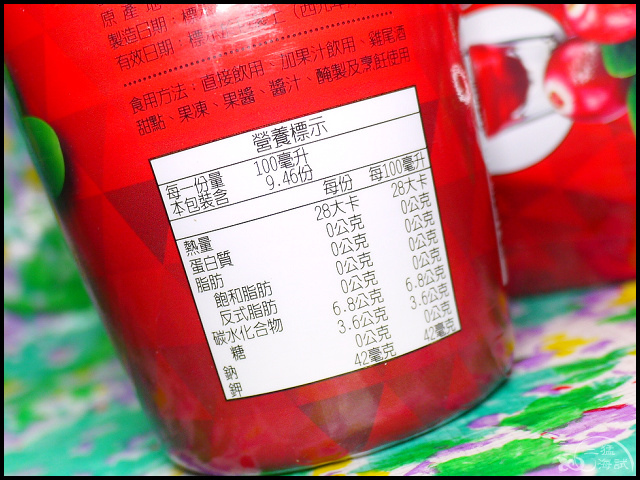 原產地
製造日期：標
有效日期：標
食用方法：直接飲用、加果汁飲用、雞尾酒
甜點、果凍、果醬、醬汁、醃製及烹飪使用
營養標示
每一份量 100毫升
本包裝含 9.46份
每份 每100毫升
熱量 28大卡 28大卡
蛋白質 0公克 0公克
脂肪 0公克 0公克
飽和脂肪 0公克 0公克
反式脂肪 0公克 0公克
碳水化合物 6.8公克 6.8公克
糖 3.6公克 3.6公克
鈉 0公克 0公克
鉀 42毫克 42毫克